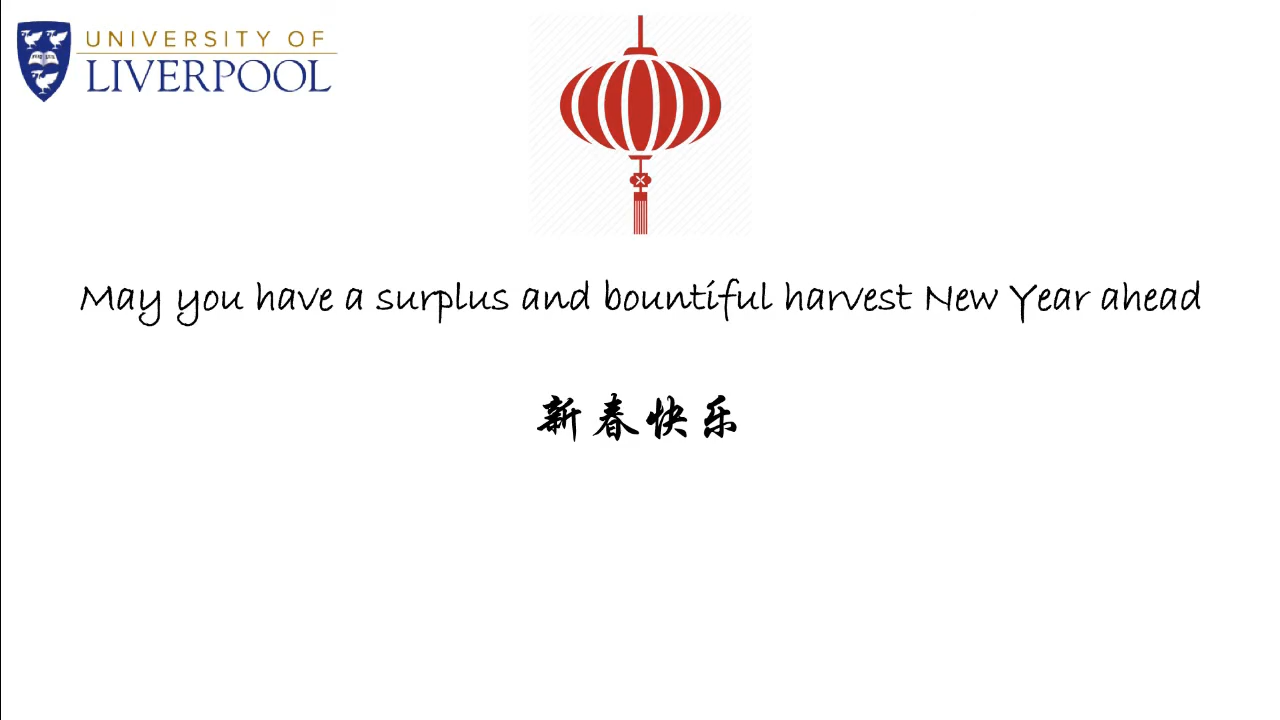 UNIVERSITY OF
LIVERPOOL
May you have a surplus and bountiful harvest New Year ahead
新春快乐